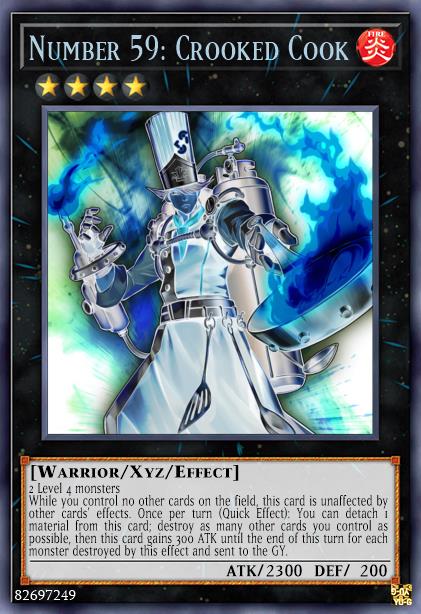 Number 59: Crooked Cook
FIRE
炎
[Warrior/Xyz/Effect]
2 Level 4 monsters
While you control no other cards on the field, this card is unaffected by
other cards' effects. Once per turn (Quick Effect): You can detach 1
material from this card; destroy as many other cards you control as
possible, then this card gains 300 ATK until the end of this turn for each
monster destroyed by this effect and sent to the GY.
ATK/2300 DEF/ 200
82697249